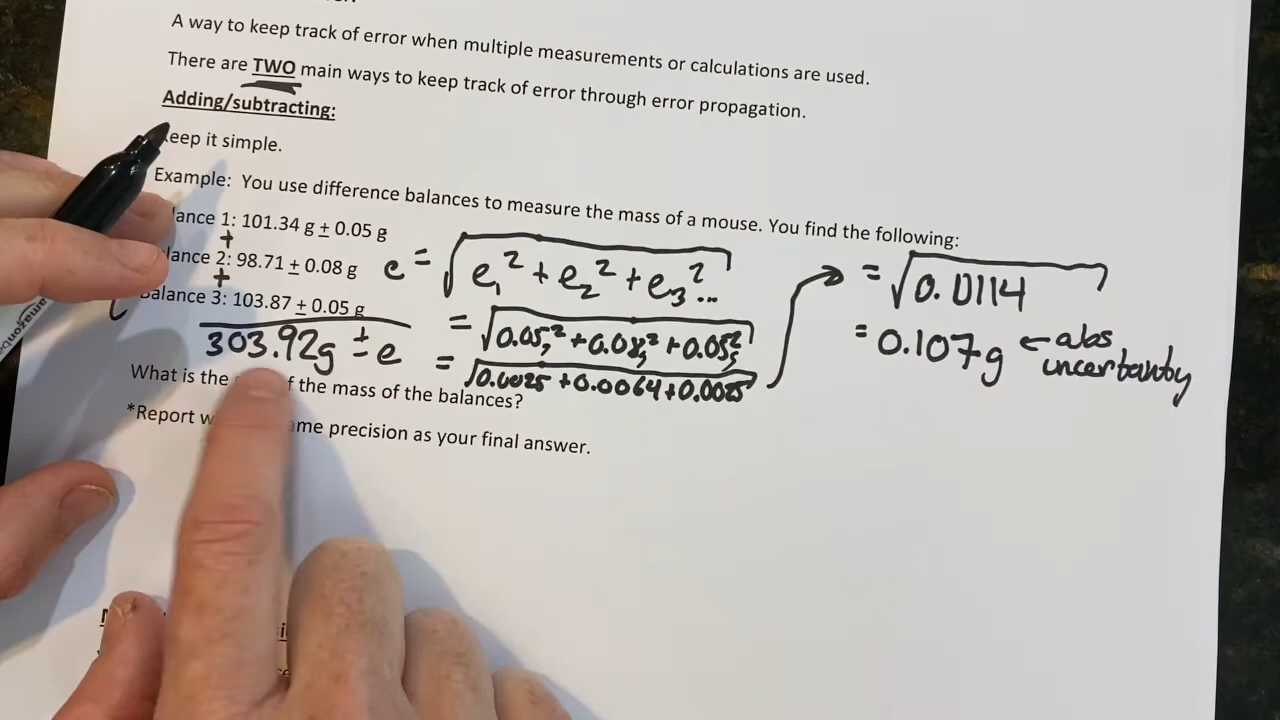 A way to keep track of error when multiple measurements or calculations are used.
There are TWO main ways to keep track of error through error propagation.
Adding/subtracting:
eep it simple.
Example: You use difference balances to measure the mass of a mouse. You find the following:
lance 1: 101.34 g ± 0.05 g
+
lance 2: 98.71 ± 0.08 g
+
Balance 3: 103.87 ± 0.05 g
303.92g ± e
e = √e₁² + e₂² + e₃² ...
= √0.05² + 0.08² + 0.05²
= √0.0025 + 0.0064 + 0.0025
= √0.0114
= 0.107g ← abs
uncertainty
What is the f the mass of the balances?
*Report w ame precision as your final answer.